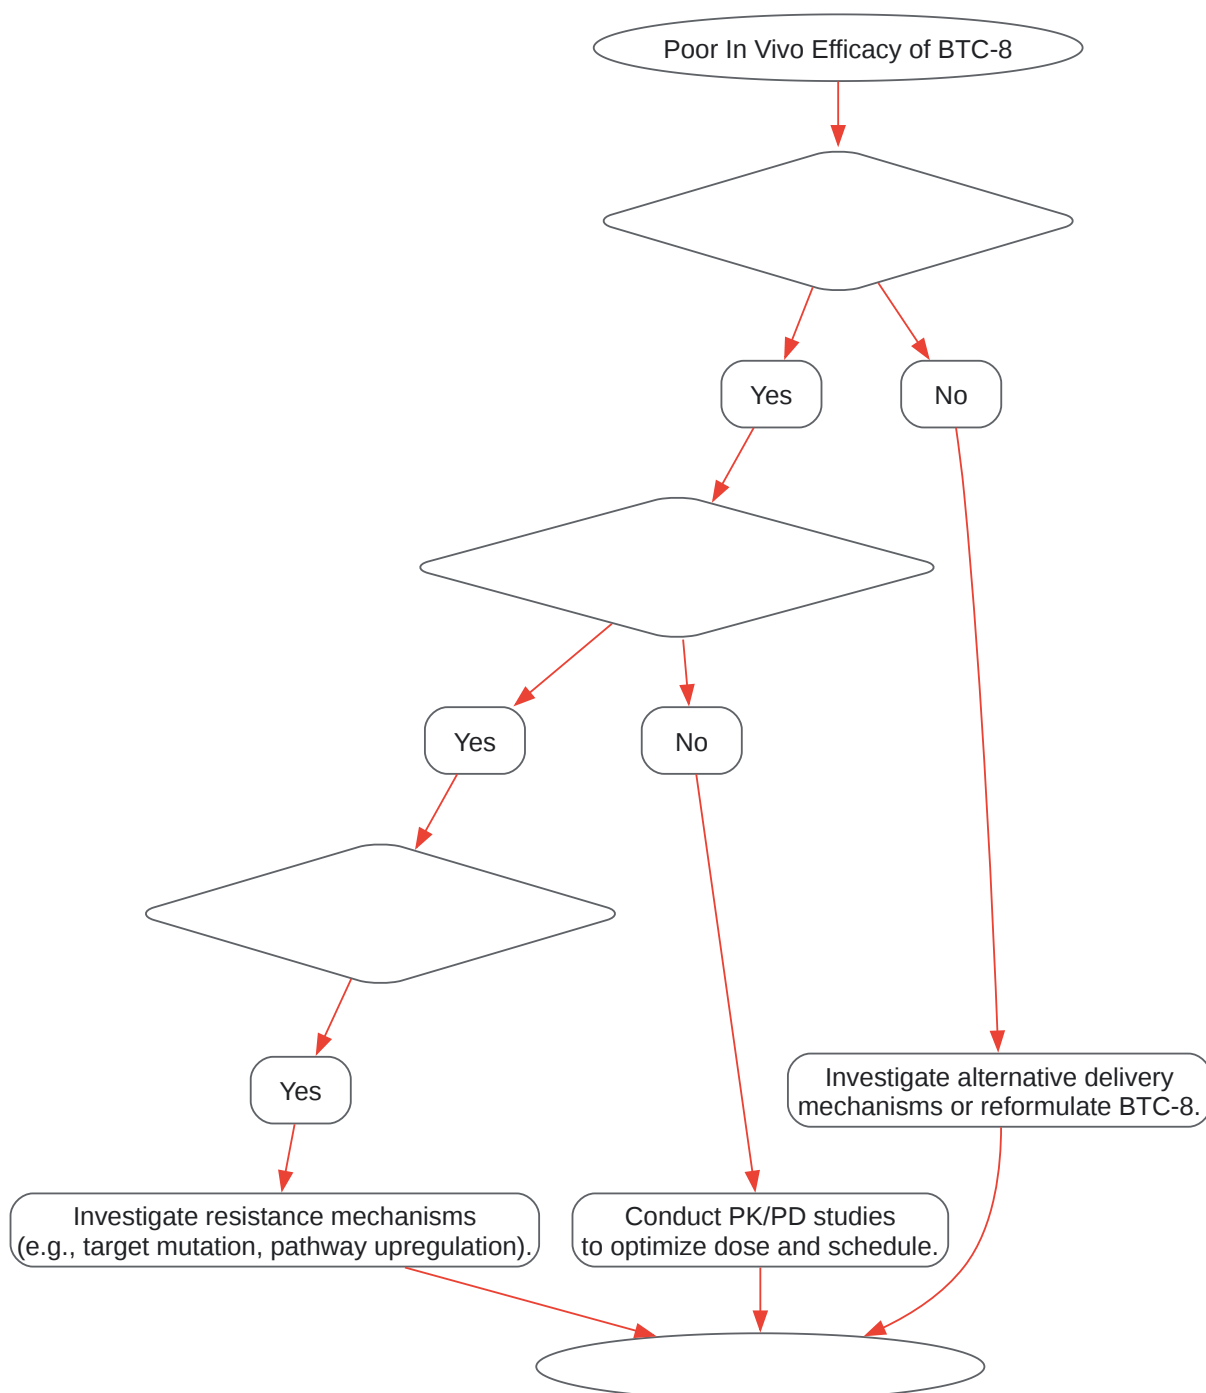 Poor In Vivo Efficacy of BTC-8
Yes
No
Yes
No
Yes
Investigate alternative delivery
mechanisms or reformulate BTC-8.
Investigate resistance mechanisms
(e.g., target mutation, pathway upregulation).
Conduct PK/PD studies
to optimize dose and schedule.